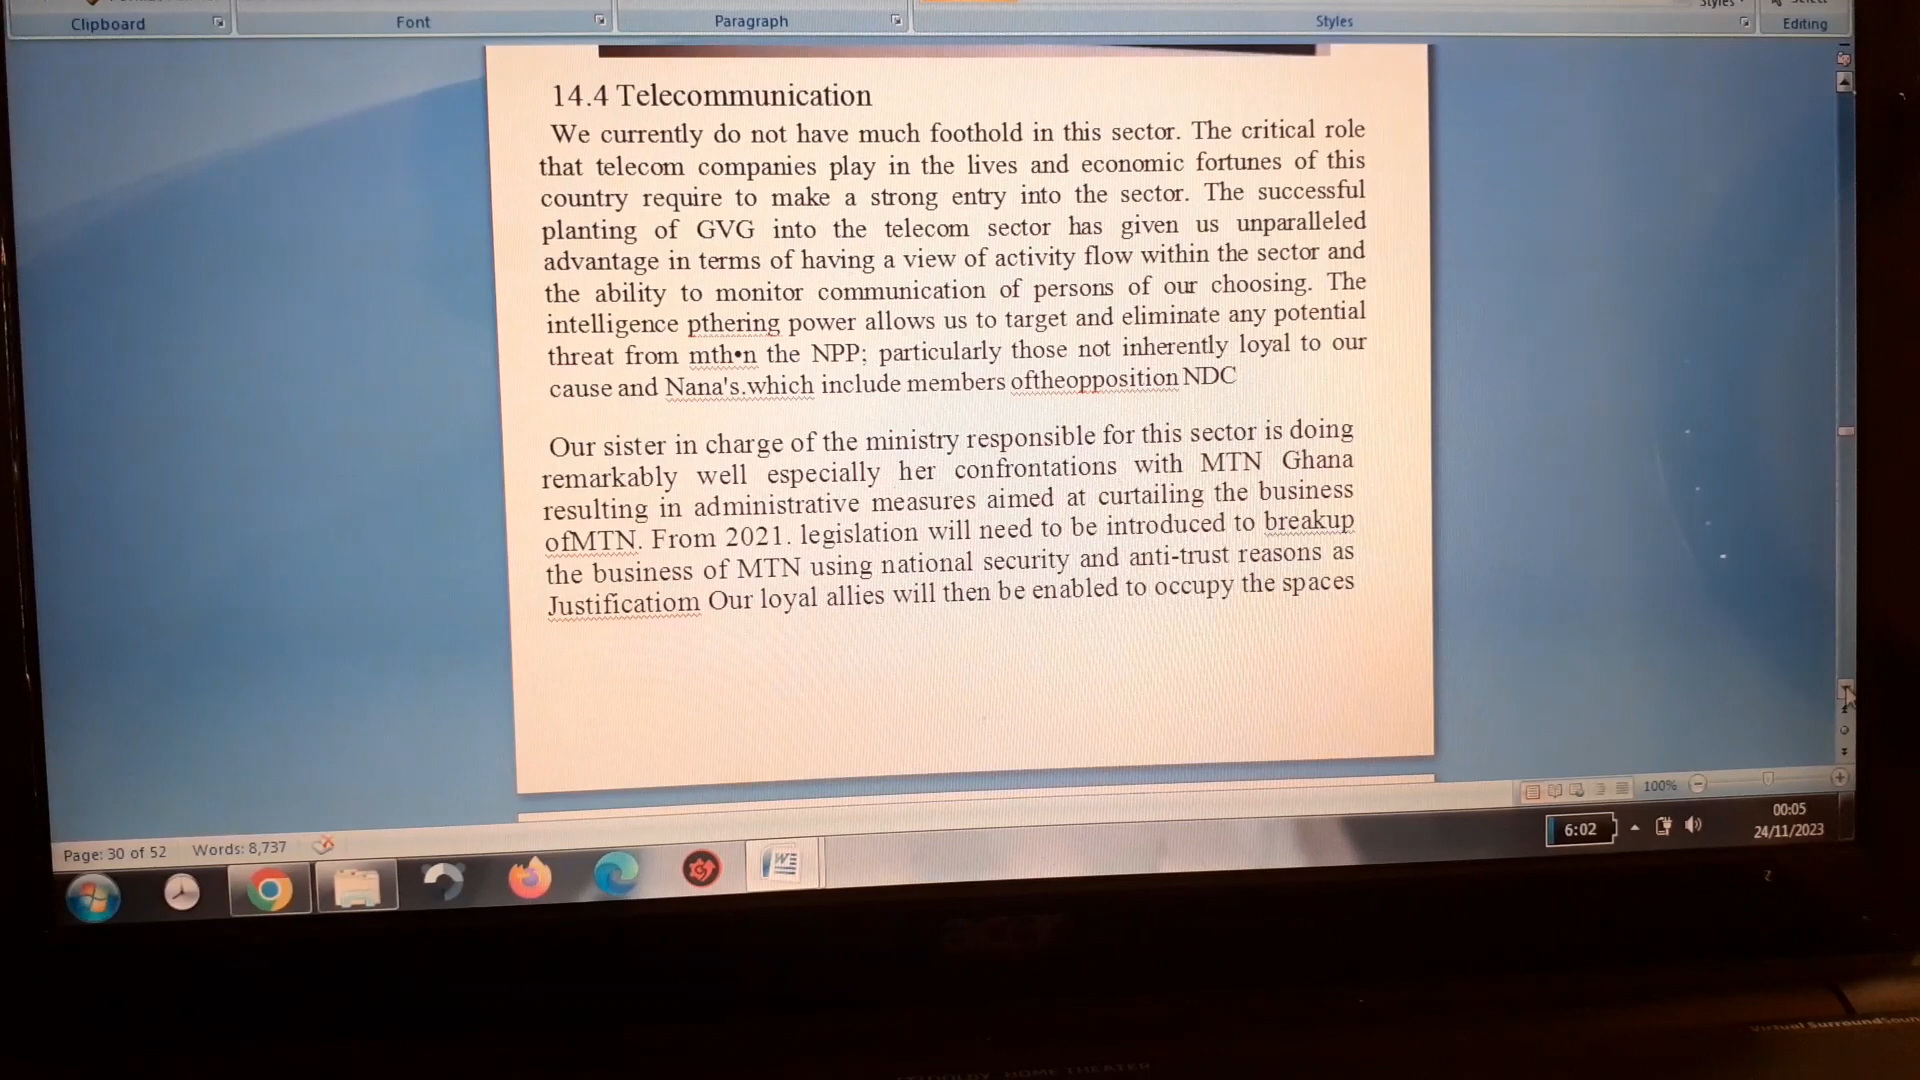 Clipboard
Font
Paragraph
Styles
Editing
14.4 Telecommunication
We currently do not have much foothold in this sector. The critical role
that telecom companies play in the lives and economic fortunes of this
country require to make a strong entry into the sector. The successful
planting of GVG into the telecom sector has given us unparalleled
advantage in terms of having a view of activity flow within the sector and
the ability to monitor communication of persons of our choosing. The
intelligence pthering power allows us to target and eliminate any potential
threat from mth•n the NPP; particularly those not inherently loyal to our
cause and Nana's.which include members oftheopposition NDC
Our sister in charge of the ministry responsible for this sector is doing
remarkably well especially her confrontations with MTN Ghana
resulting in administrative measures aimed at curtailing the business
ofMTN. From 2021. legislation will need to be introduced to breakup
the business of MTN using national security and anti-trust reasons as
Justificatiom Our loyal allies will then be enabled to occupy the spaces
100%
Page: 30 of 52 Words: 8,737
6:02
00:05
24/11/2023
acer
Virtual SurroundSoun
HOME THEATER